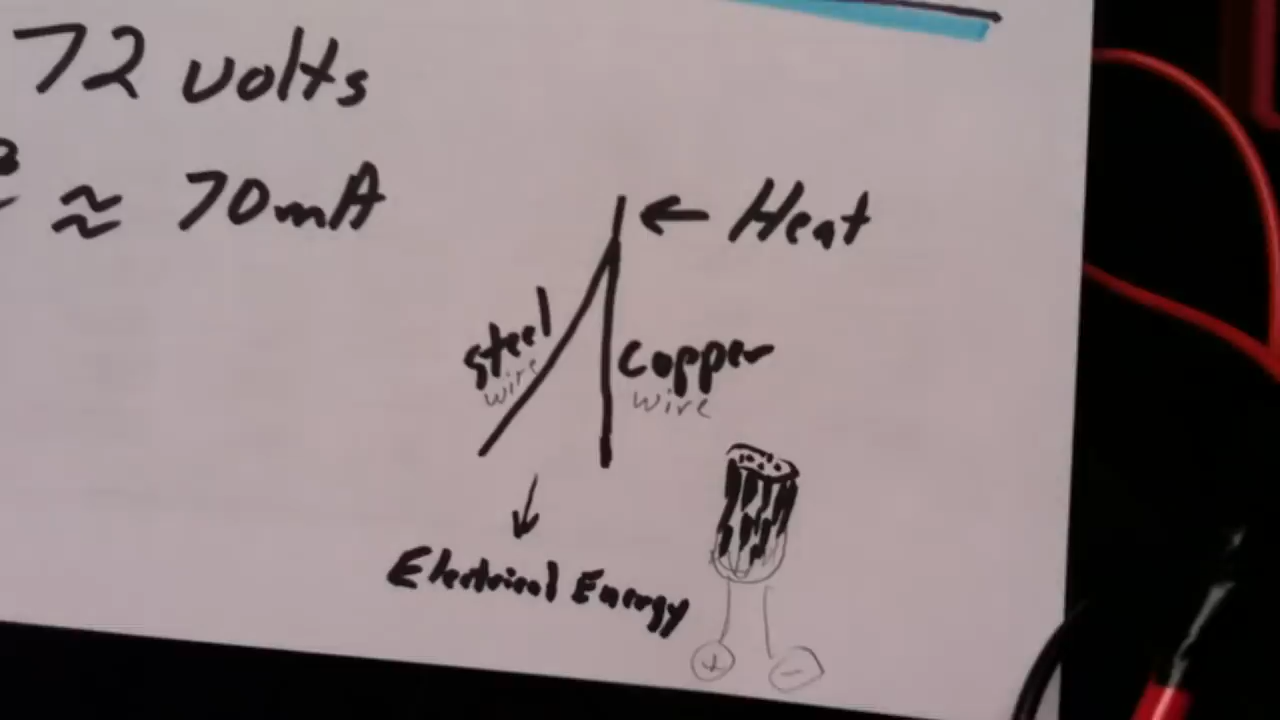 72 volts
≈ 70mA
← Heat
steel
wire
copper
wire
Electrical Energy
+
-